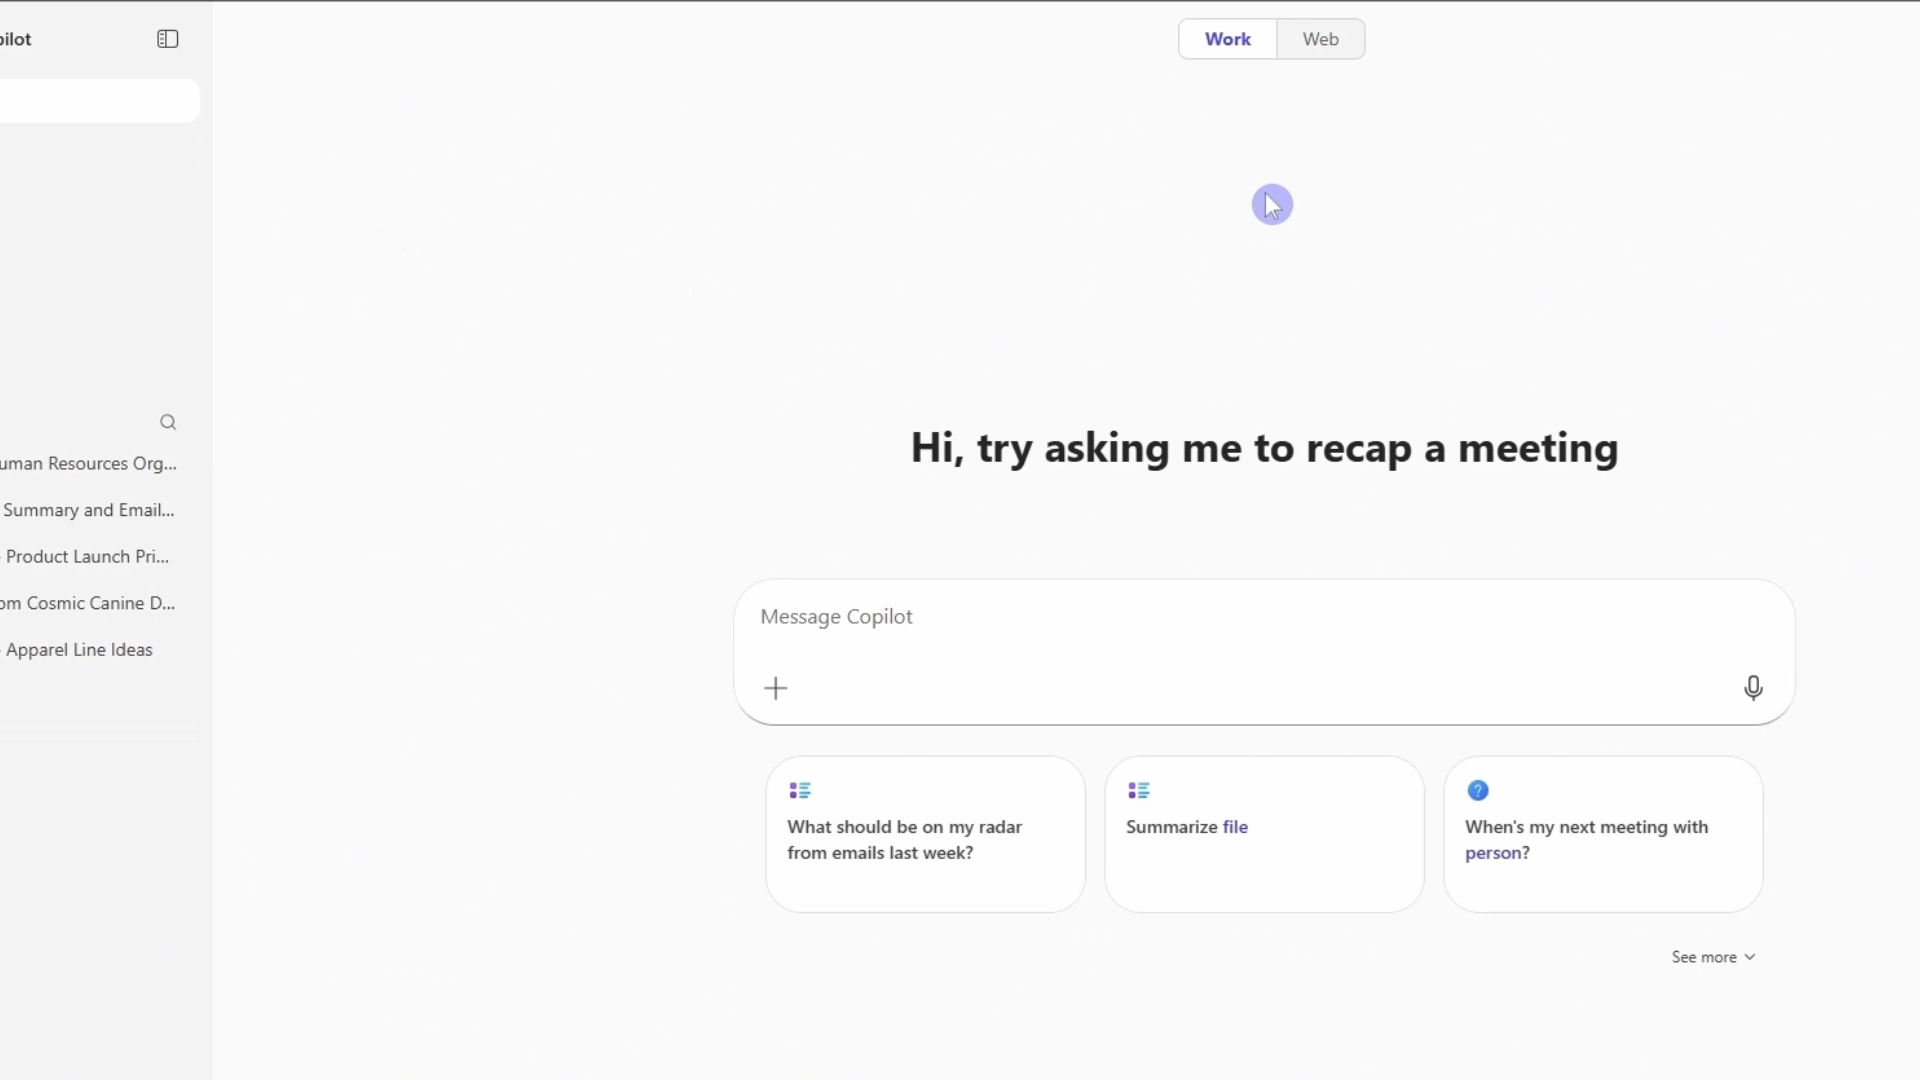 pilot
Work
Web
uman Resources Org...
Summary and Email...
Product Launch Pri...
om Cosmic Canine D...
Apparel Line Ideas
Hi, try asking me to recap a meeting
Message Copilot
What should be on my radar
from emails last week?
Summarize file
When's my next meeting with
person?
See more